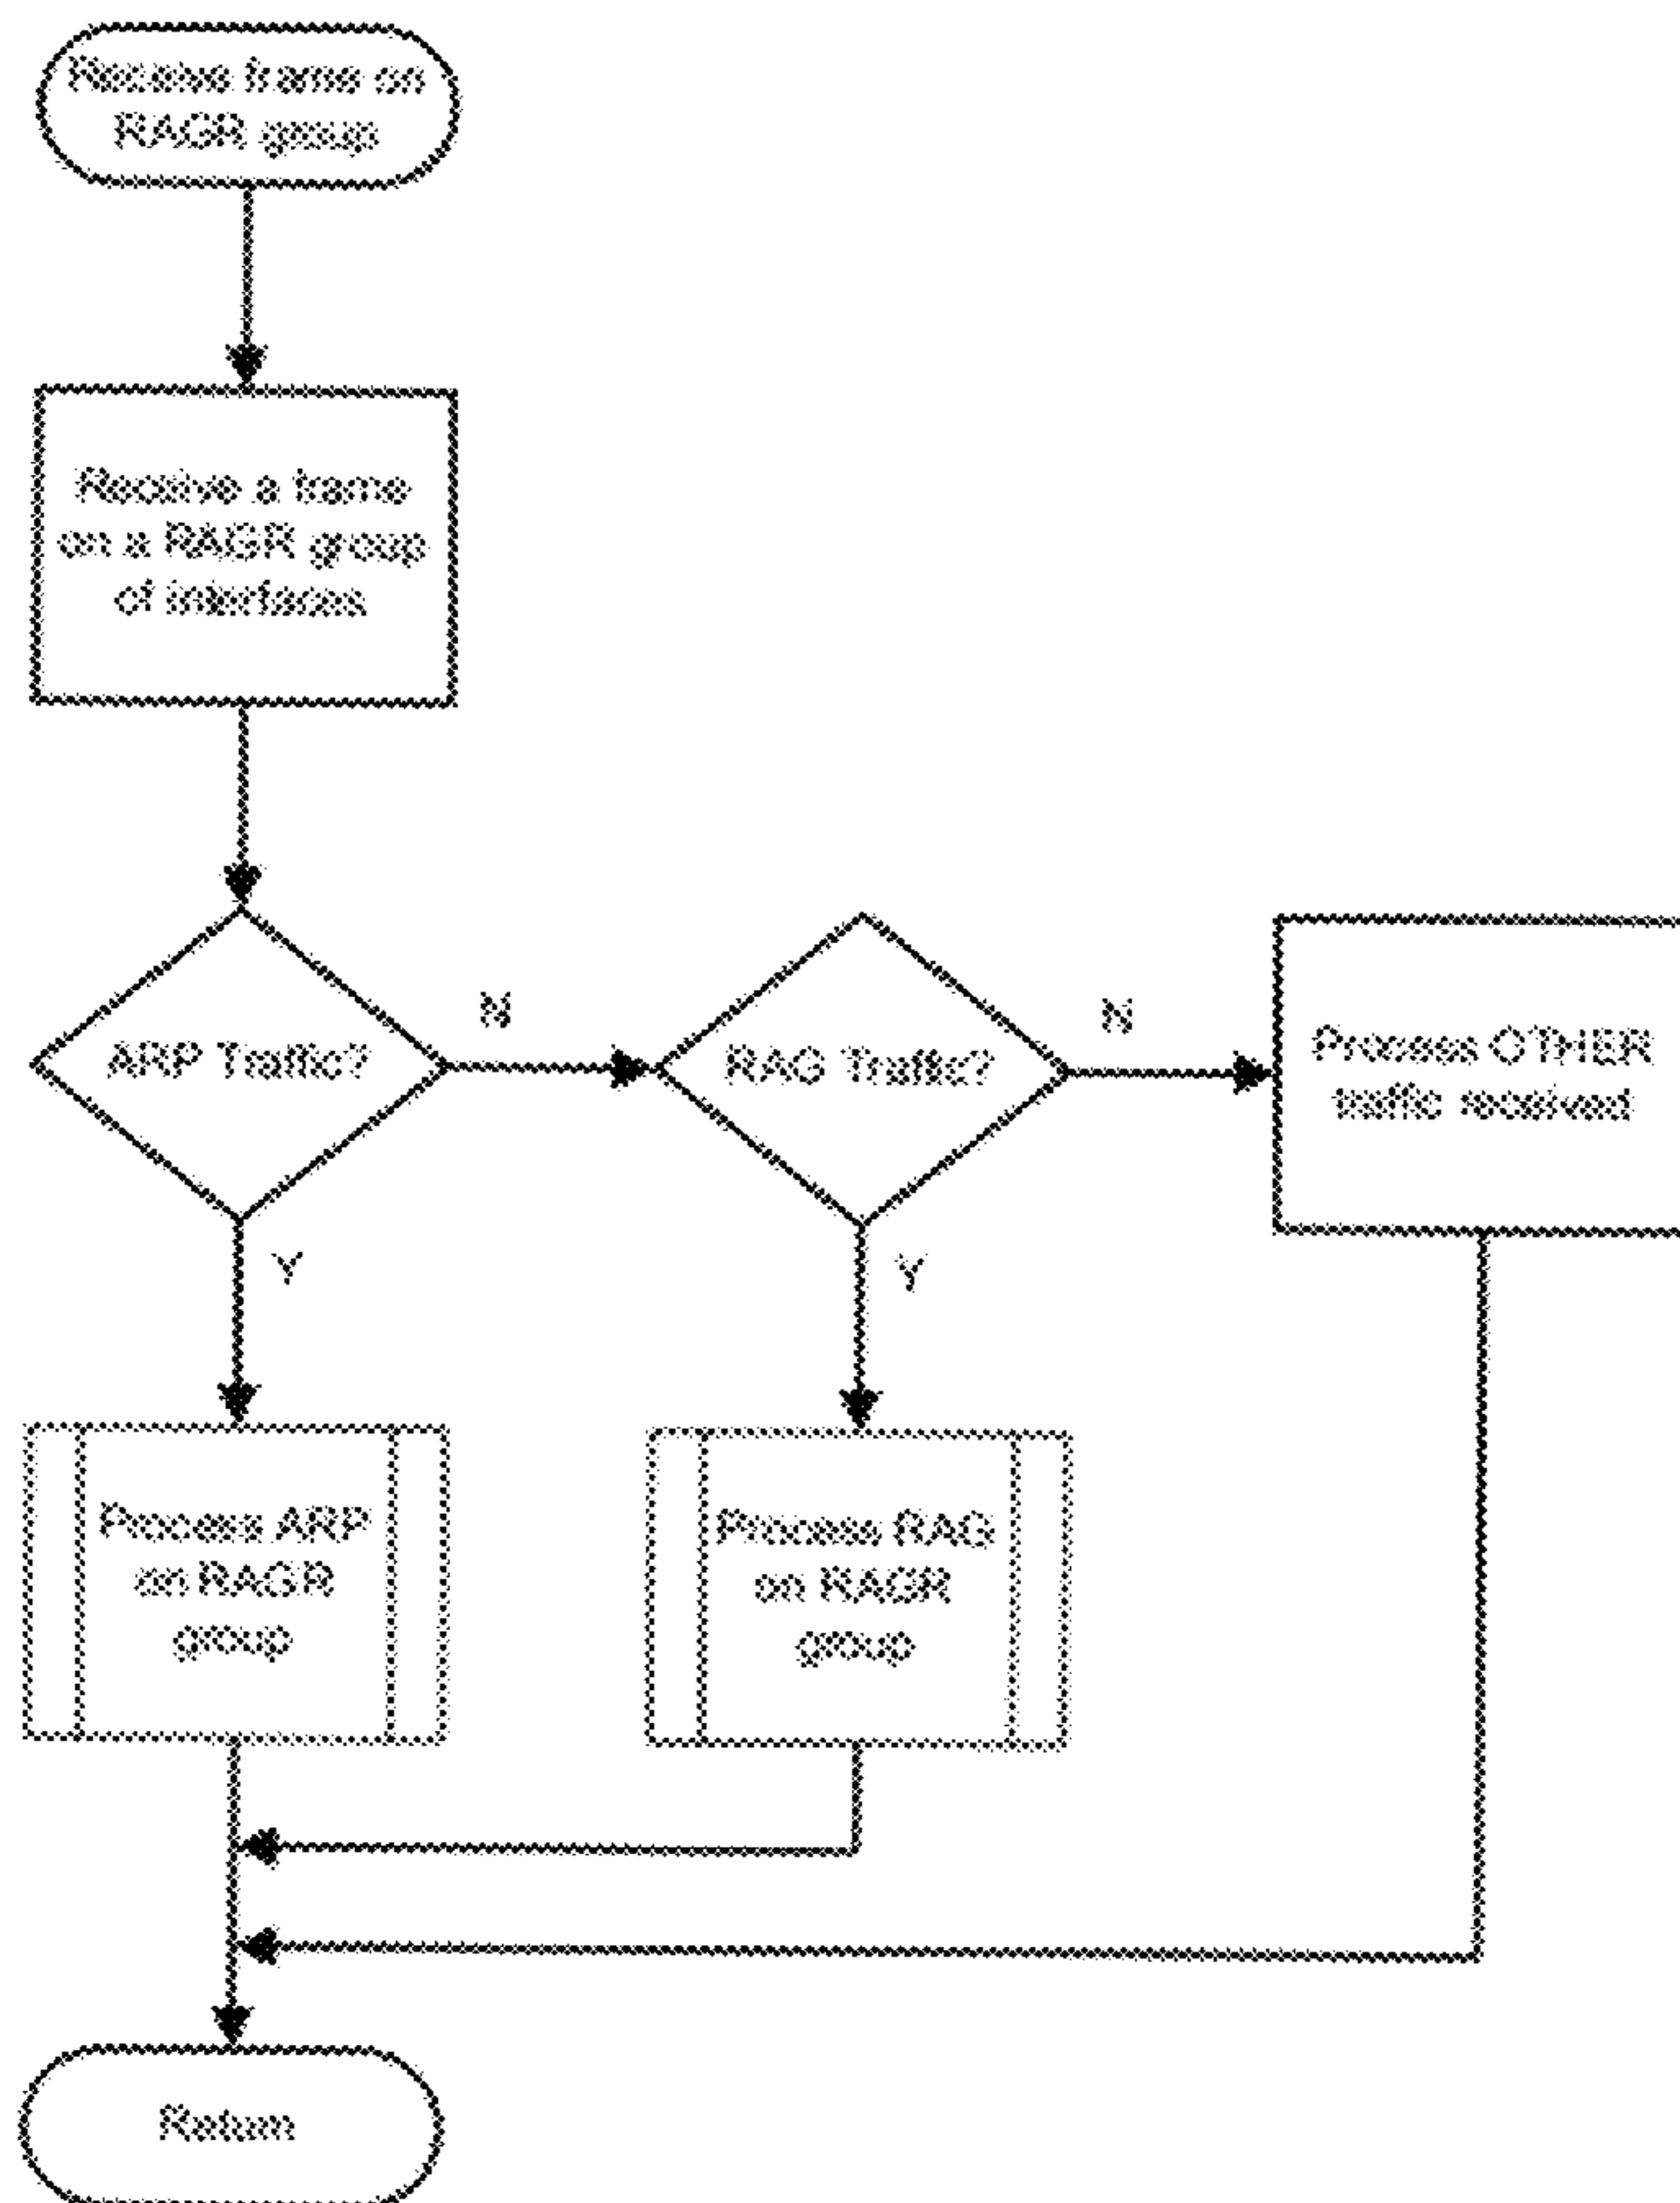 Receive frame on
RAGR group
Receive a frame
on a RAGR group
of interfaces
ARP Traffic?
N
RAG Traffic?
N
Process OTHER
traffic received
Y
Y
Process ARP
on RAGR
group
Process RAG
on RAGR
group
Return